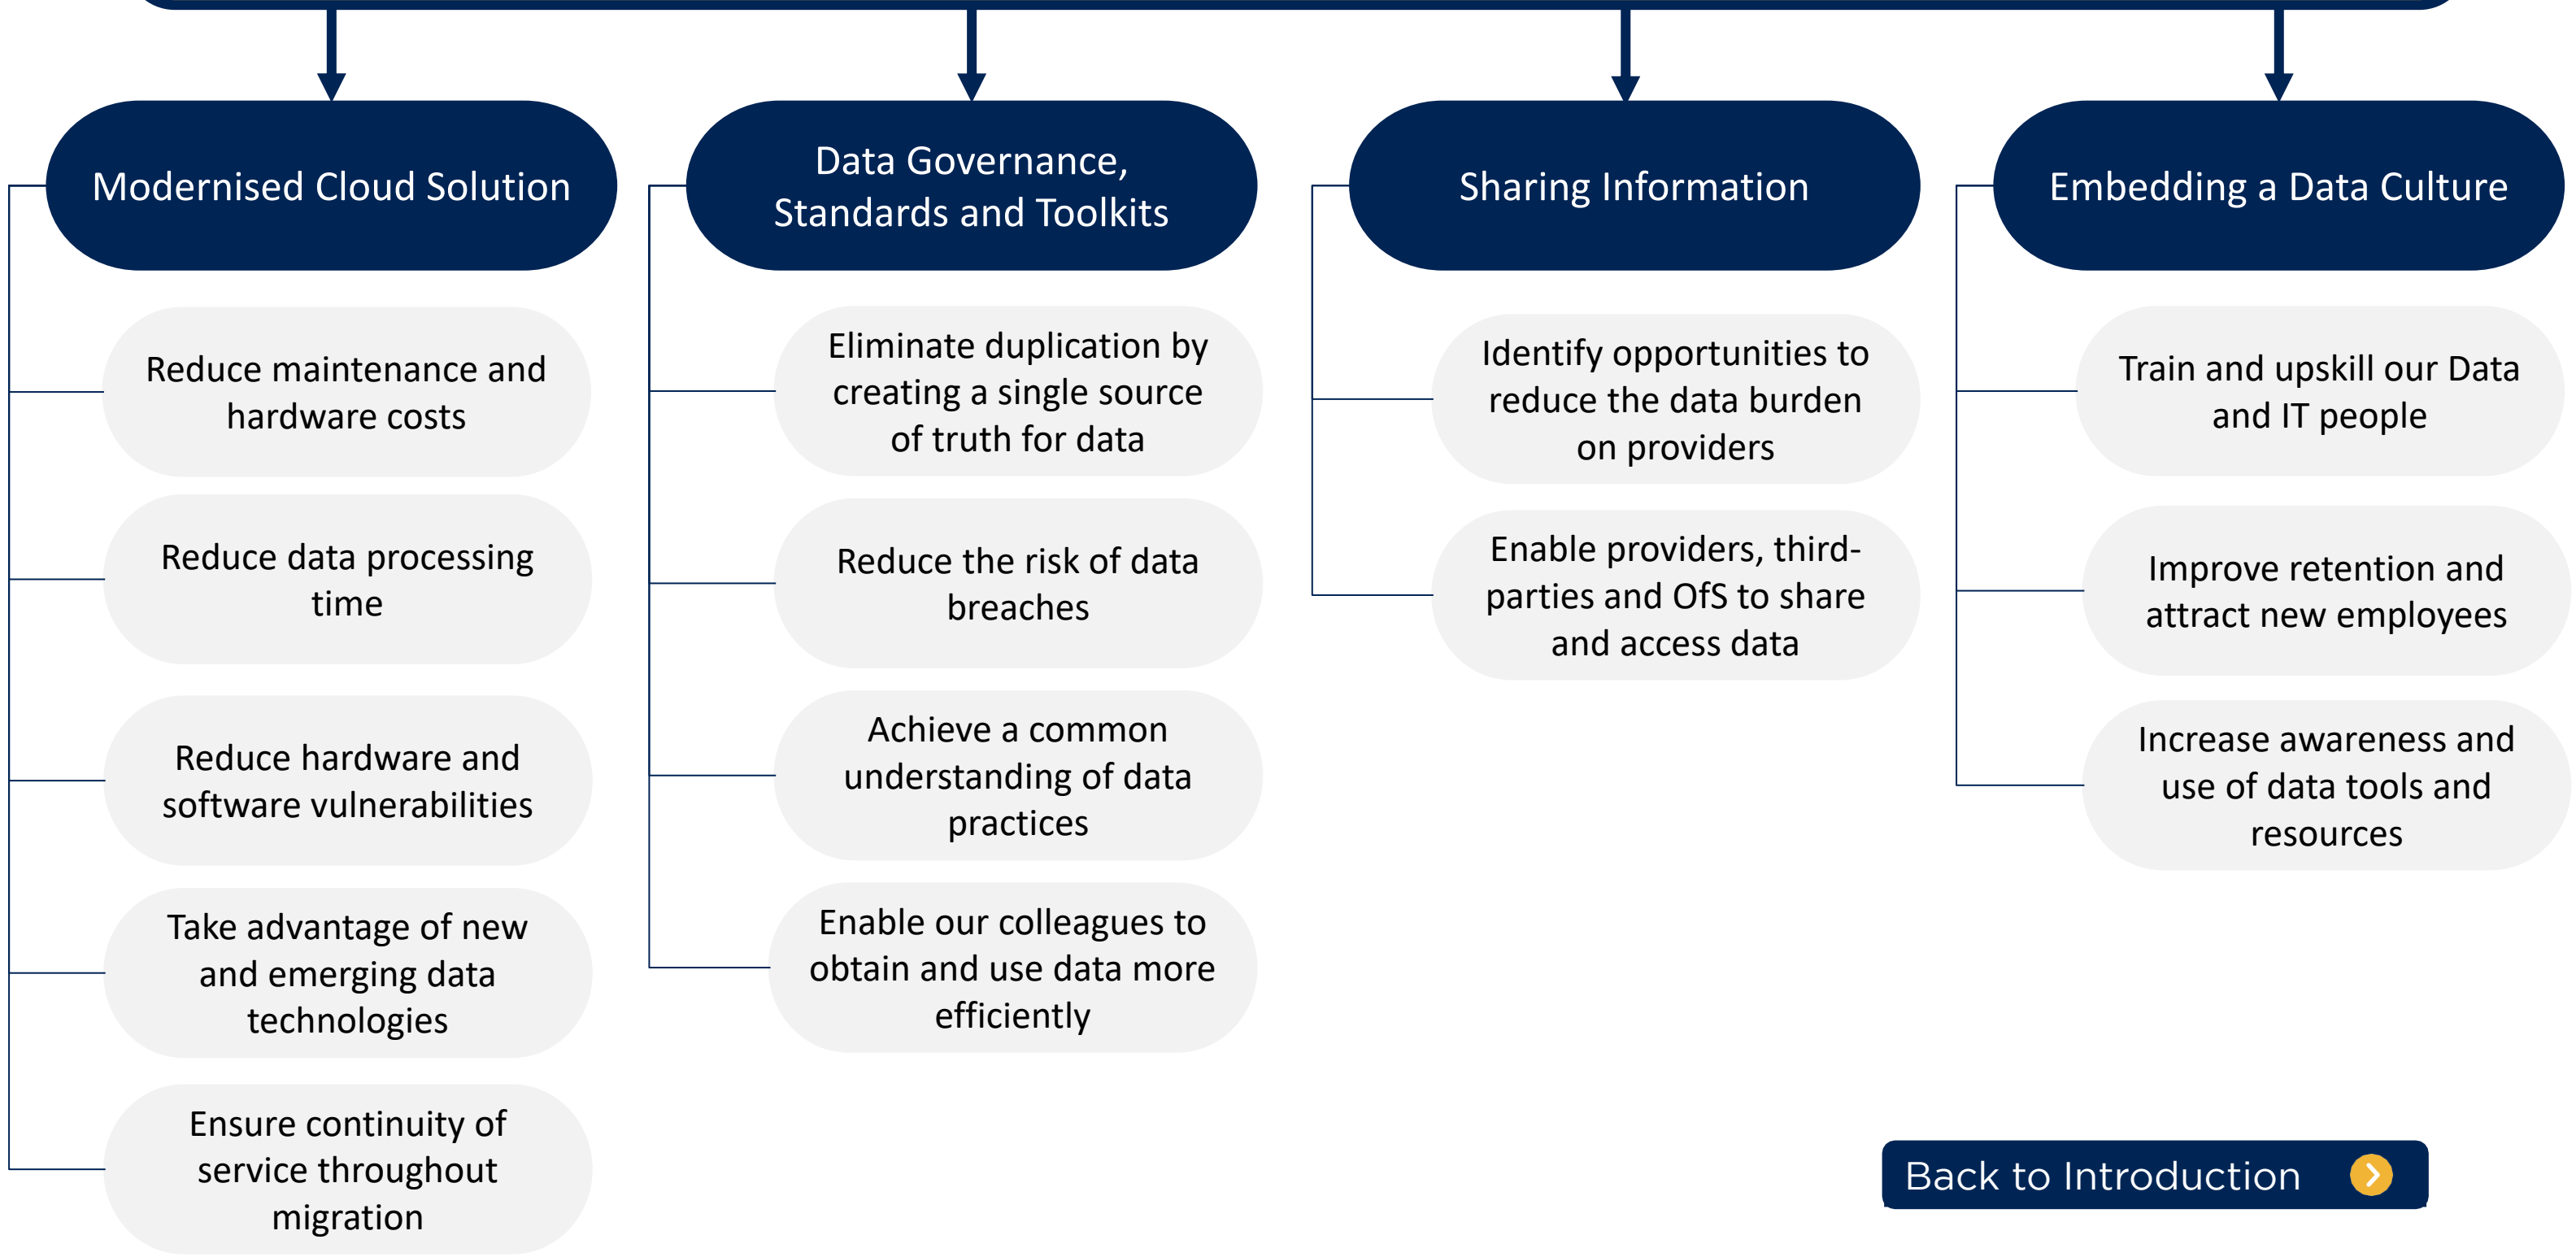 Modernised Cloud Solution
Reduce maintenance and
hardware costs
Reduce data processing
time
Reduce hardware and
software vulnerabilities
Take advantage of new
and emerging data
technologies
Ensure continuity of
service throughout
migration
Data Governance,
Standards and Toolkits
Eliminate duplication by
creating a single source
of truth for data
Reduce the risk of data
breaches
Achieve a common
understanding of data
practices
Enable our colleagues to
obtain and use data more
efficiently
Sharing Information
Identify opportunities to
reduce the data burden
on providers
Enable providers, third-
parties and OfS to share
and access data
Embedding a Data Culture
Train and upskill our Data
and IT people
Improve retention and
attract new employees
Increase awareness and
use of data tools and
resources
Back to Introduction